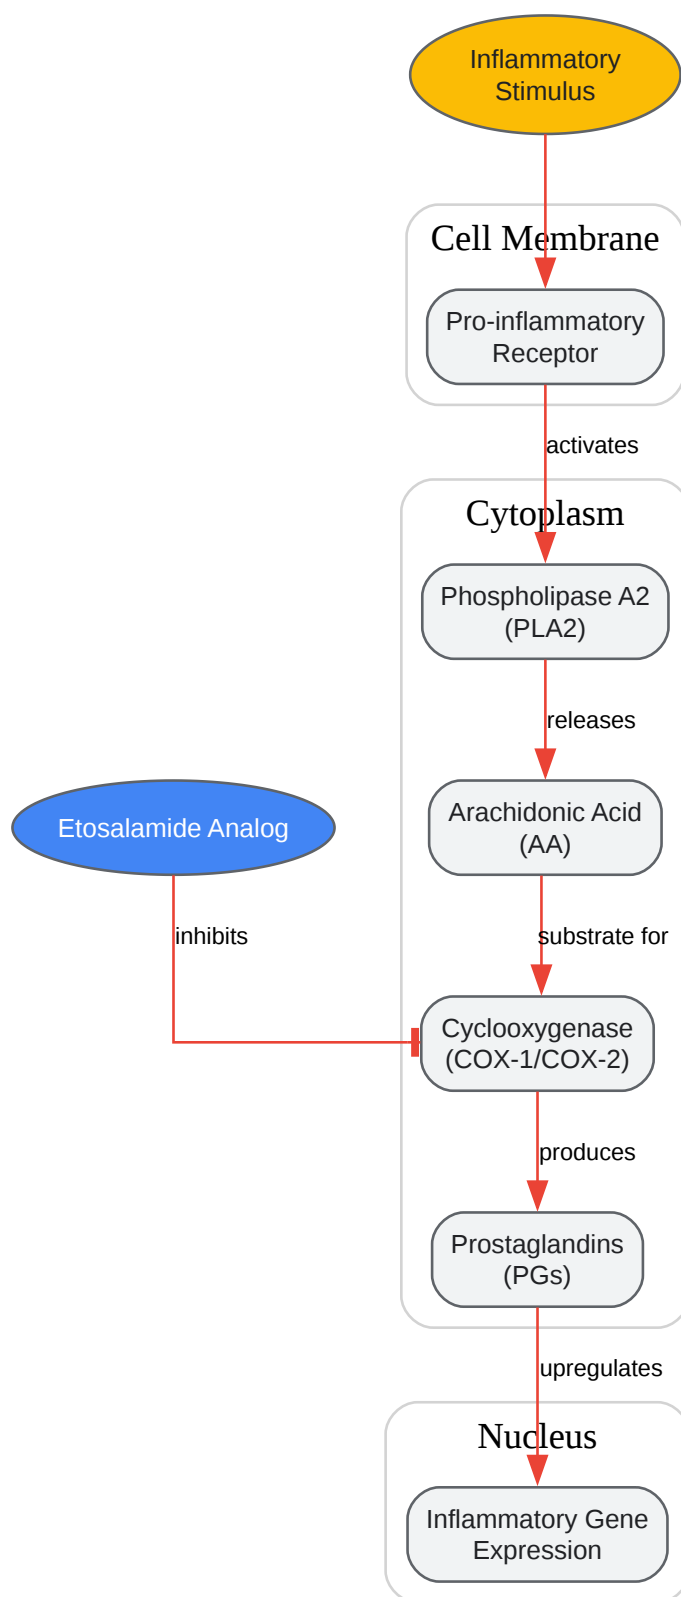 Inflammatory
Stimulus
Cell Membrane
Pro-inflammatory
Receptor
activates
Cytoplasm
Phospholipase A2
(PLA2)
releases
Etosalamide Analog
Arachidonic Acid
(AA)
inhibits
substrate for
Cyclooxygenase
(COX-1/COX-2)
produces
Prostaglandins
(PGs)
upregulates
Nucleus
Inflammatory Gene
Expression